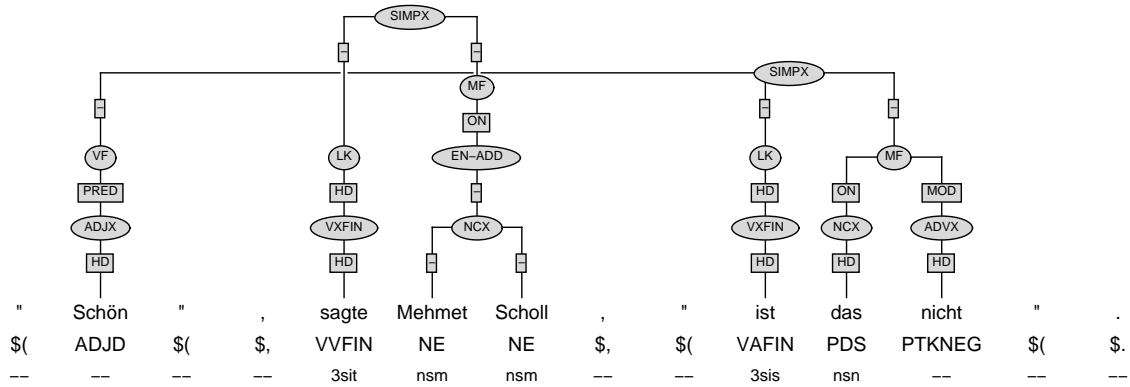 SIMPX
– –
SIMPX
MF
– – –
ON
VF LK EN–ADD LK MF
PRED HD – HD ON MOD
ADJX VXFIN NCX VXFIN NCX ADVX
HD HD – – HD HD HD
" Schön " , sagte Mehmet Scholl , " ist das nicht " .
$( ADJD $( $, VVFIN NE NE $, $( VAFIN PDS PTKNEG $( $.
–– –– –– –– 3sit nsm nsm –– –– 3sis nsn –– –– ––